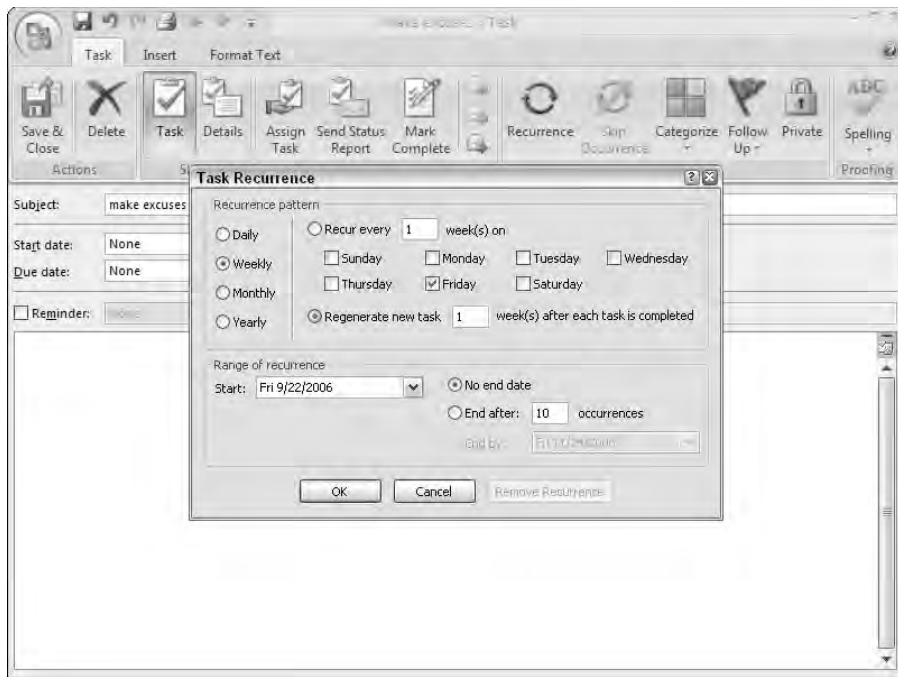 make excuses - Task
Task Insert Format Text
Save & Close Delete Task Details Assign Task Send Status Report Mark Complete Recurrence Skip Occurrence Categorize Follow Up Private ABC Spelling
Actions Proofing
Task Recurrence
Subject: make excuses
Start date: None
Due date: None
Reminder: None
Recurrence pattern
Daily
Weekly
Monthly
Yearly
Recur every 1 week(s) on
Sunday Monday Tuesday Wednesday
Thursday Friday Saturday
Regenerate new task 1 week(s) after each task is completed
Range of recurrence
Start: Fri 9/22/2006
No end date
End after: 10 occurrences
End by:
OK Cancel Remove Recurrence